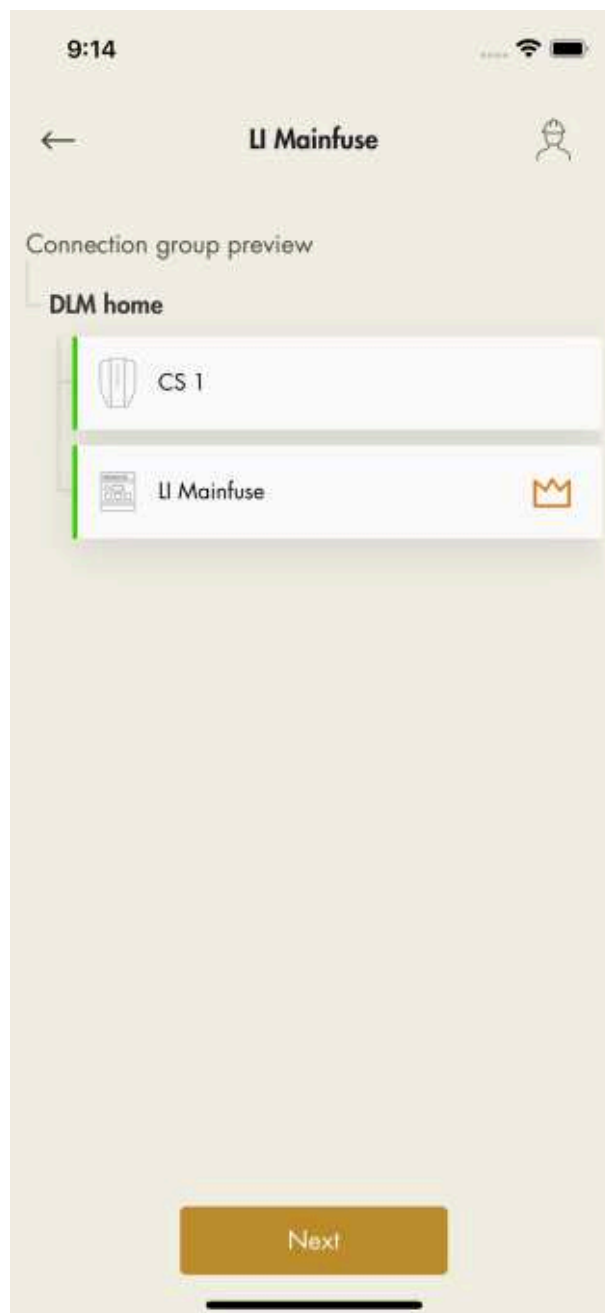 9:14
LI Mainfuse
Connection group preview
DLM home
CS 1
LI Mainfuse
Next